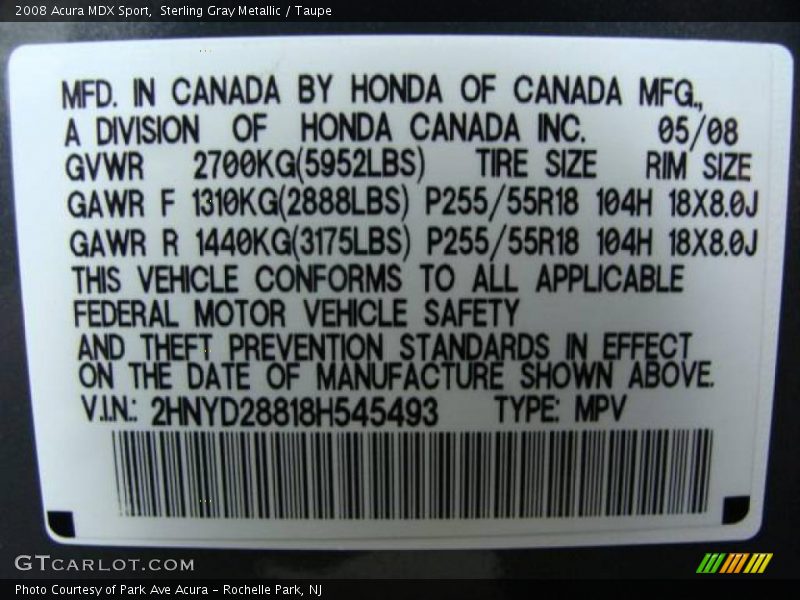 2008 Acura MDX Sport,  Sterling Gray Metallic / Taupe
MFD. IN CANADA BY HONDA OF CANADA MFG.,
A DIVISION OF HONDA CANADA INC. 05/08
GVWR 2700KG(5952LBS) TIRE SIZE RIM SIZE
GAWR F 1310KG(2888LBS) P255/55R18 104H 18X8.0J
GAWR R 1440KG(3175LBS) P255/55R18 104H 18X8.0J
THIS VEHICLE CONFORMS TO ALL APPLICABLE
FEDERAL MOTOR VEHICLE SAFETY
AND THEFT PREVENTION STANDARDS IN EFFECT
ON THE DATE OF MANUFACTURE SHOWN ABOVE.
V.I.N.: 2HNYD28818H545493 TYPE: MPV
GTCARLOT.COM
Photo Courtesy of Park Ave Acura - Rochelle Park, NJ